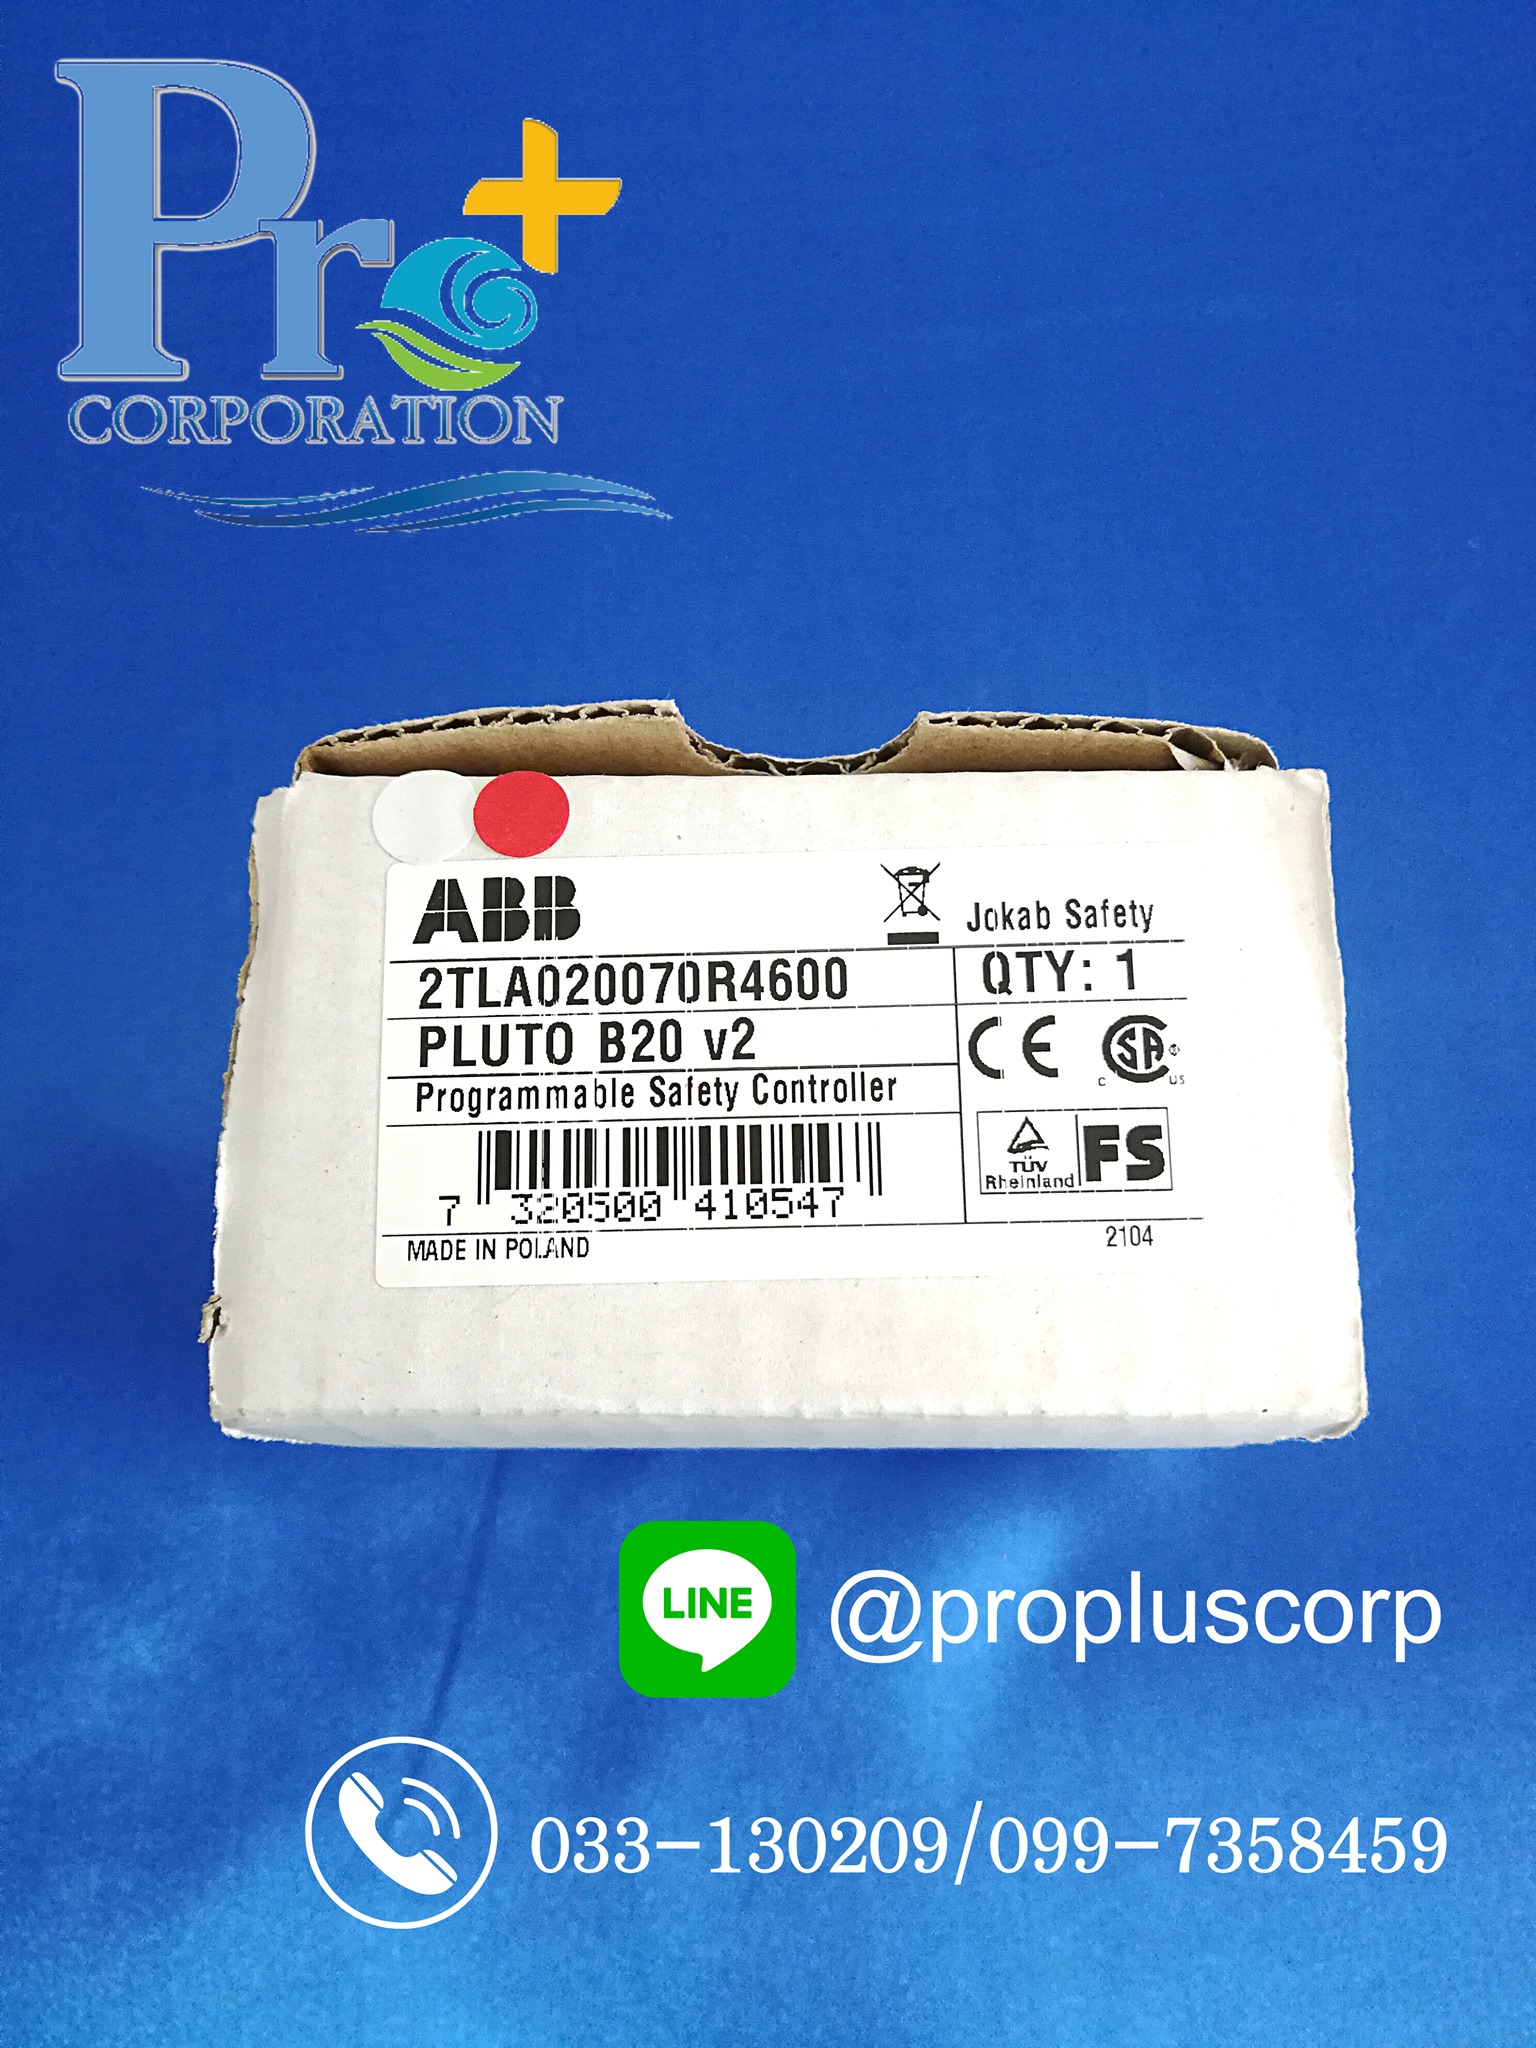 Pro+
CORPORATION
ABB
Jokab Safety
2TLA020070R4600
QTY: 1
PLUTO B20 v2
CE
C SA US
Programmable Safety Controller
TÜV
Rheinland
FS
7 320500 410547
MADE IN POLAND
2104
LINE
@propluscorp
033-130209/099-7358459